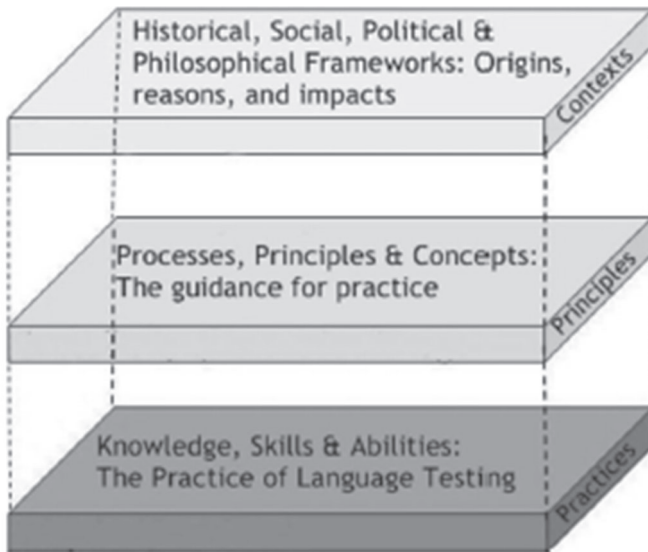 Historical, Social, Political &
Philosophical Frameworks: Origins,
reasons, and impacts
Contexts
Processes, Principles & Concepts:
The guidance for practice
Principles
Knowledge, Skills & Abilities:
The Practice of Language Testing
Practices